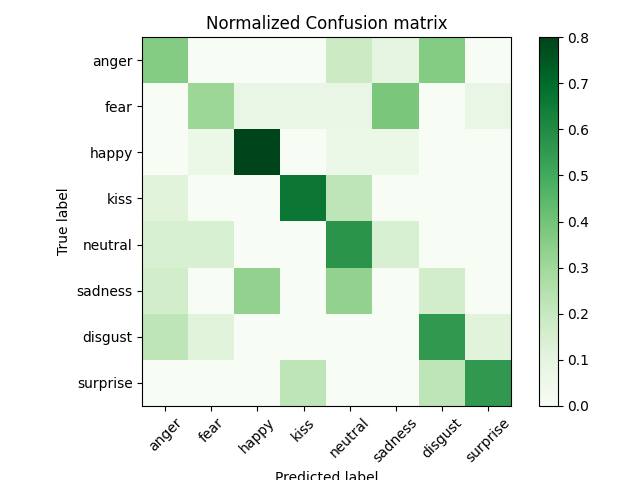 Normalized Confusion matrix
anger
fear
happy
kiss
neutral
sadness
disgust
surprise
True label
anger
fear
happy
kiss
neutral
sadness
disgust
surprise
Predicted label
0.8
0.7
0.6
0.5
0.4
0.3
0.2
0.1
0.0